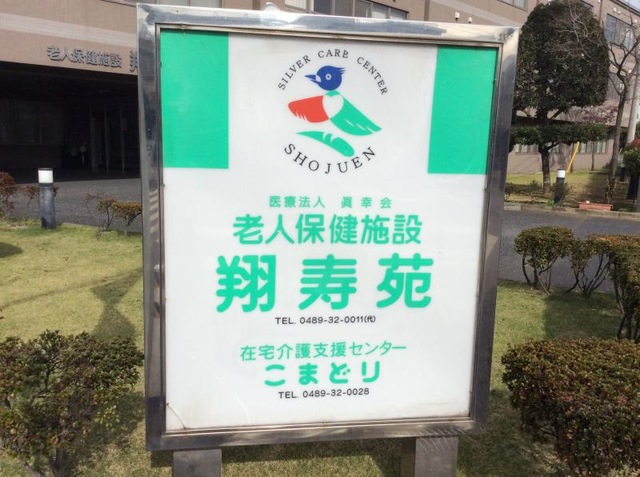 老人保健施設 翔
SILVER CARE CENTER
SHOJUEN
医療法人 眞幸会
老人保健施設
翔寿苑
TEL. 0489-32-0011(代)
在宅介護支援センター
こまどり
TEL. 0489-32-0028